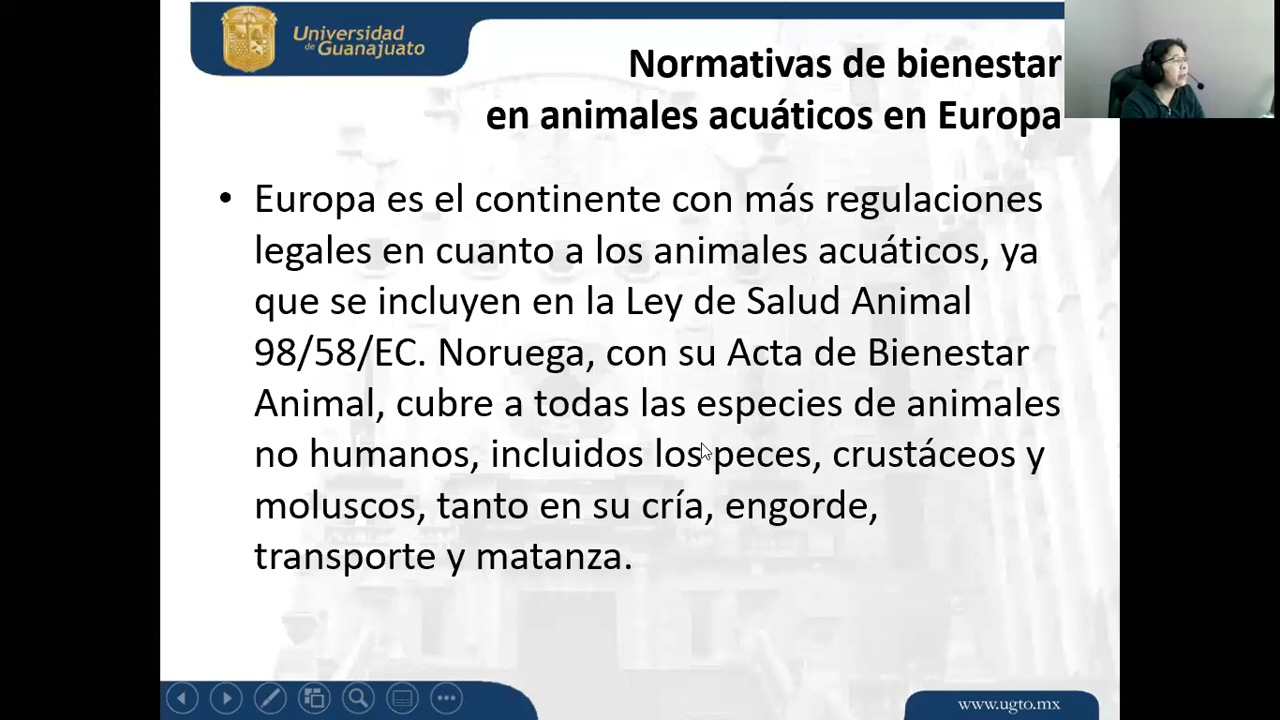 Universidad
de Guanajuato
Normativas de bienestar
en animales acuáticos en Europa
• Europa es el continente con más regulaciones
legales en cuanto a los animales acuáticos, ya
que se incluyen en la Ley de Salud Animal
98/58/EC. Noruega, con su Acta de Bienestar
Animal, cubre a todas las especies de animales
no humanos, incluidos los peces, crustáceos y
moluscos, tanto en su cría, engorde,
transporte y matanza.
www.ugto.mx